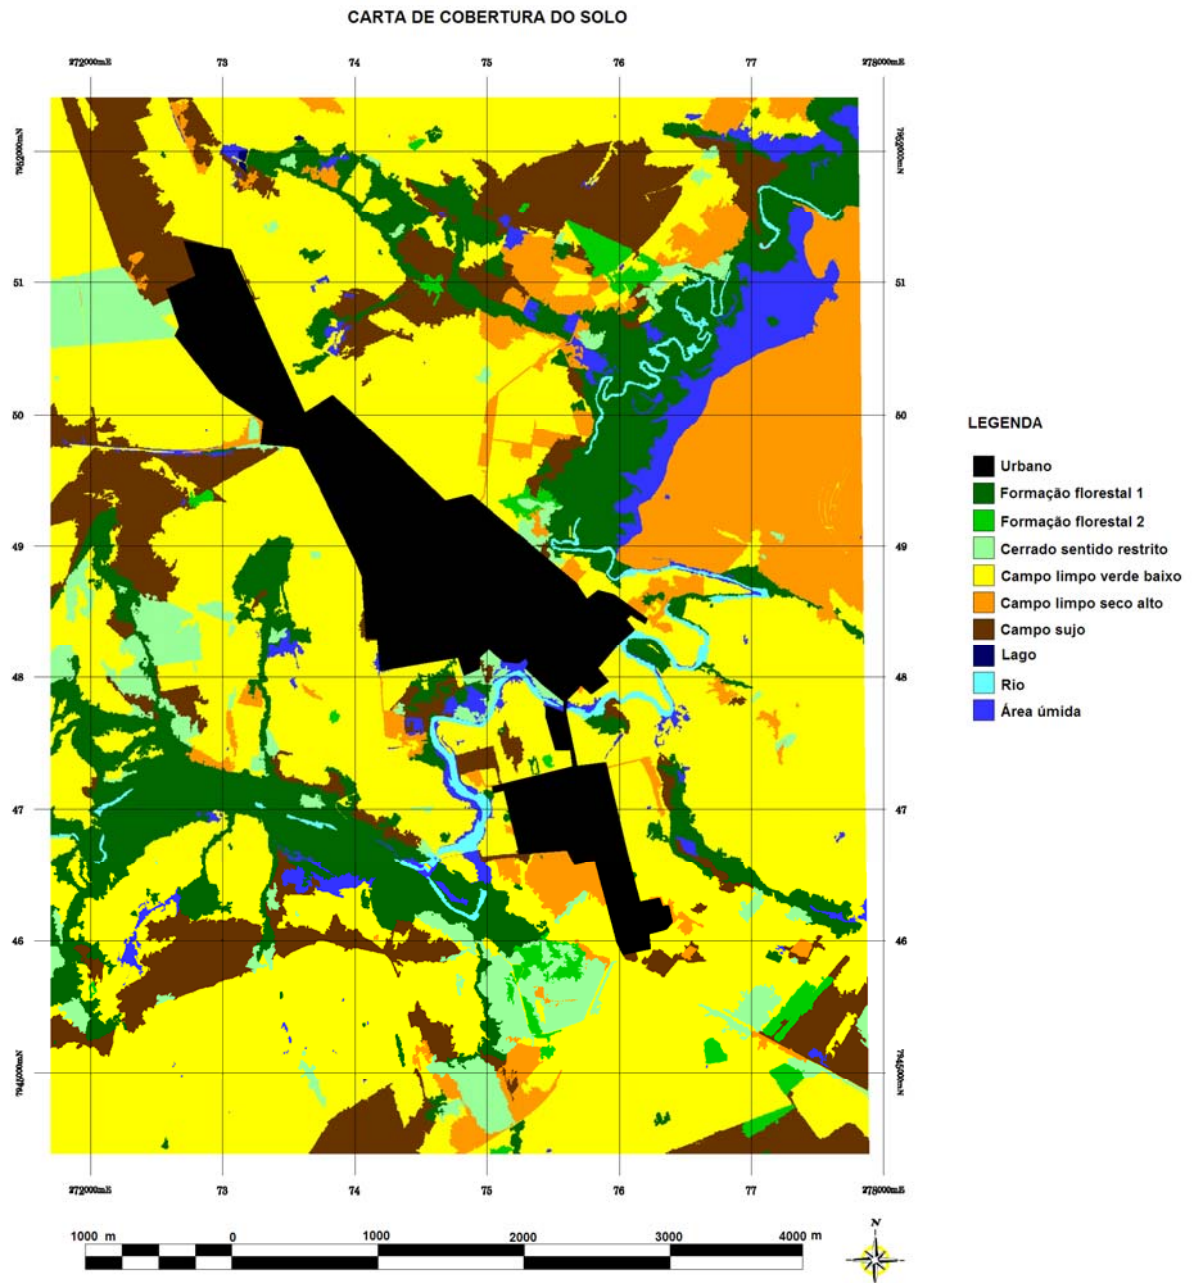 CARTA DE COBERTURA DO SOLO
272000mE 73 74 75 76 77 278000mE
7952000mN 7952000mN
51 51
50 50
49 49
48 48
47 47
46 46
7945000mN 7945000mN
272000mE 73 74 75 76 77 278000mE
LEGENDA
Urbano
Formação florestal 1
Formação florestal 2
Cerrado sentido restrito
Campo limpo verde baixo
Campo limpo seco alto
Campo sujo
Lago
Rio
Área úmida
1000 m 0 1000 2000 3000 4000 m
N